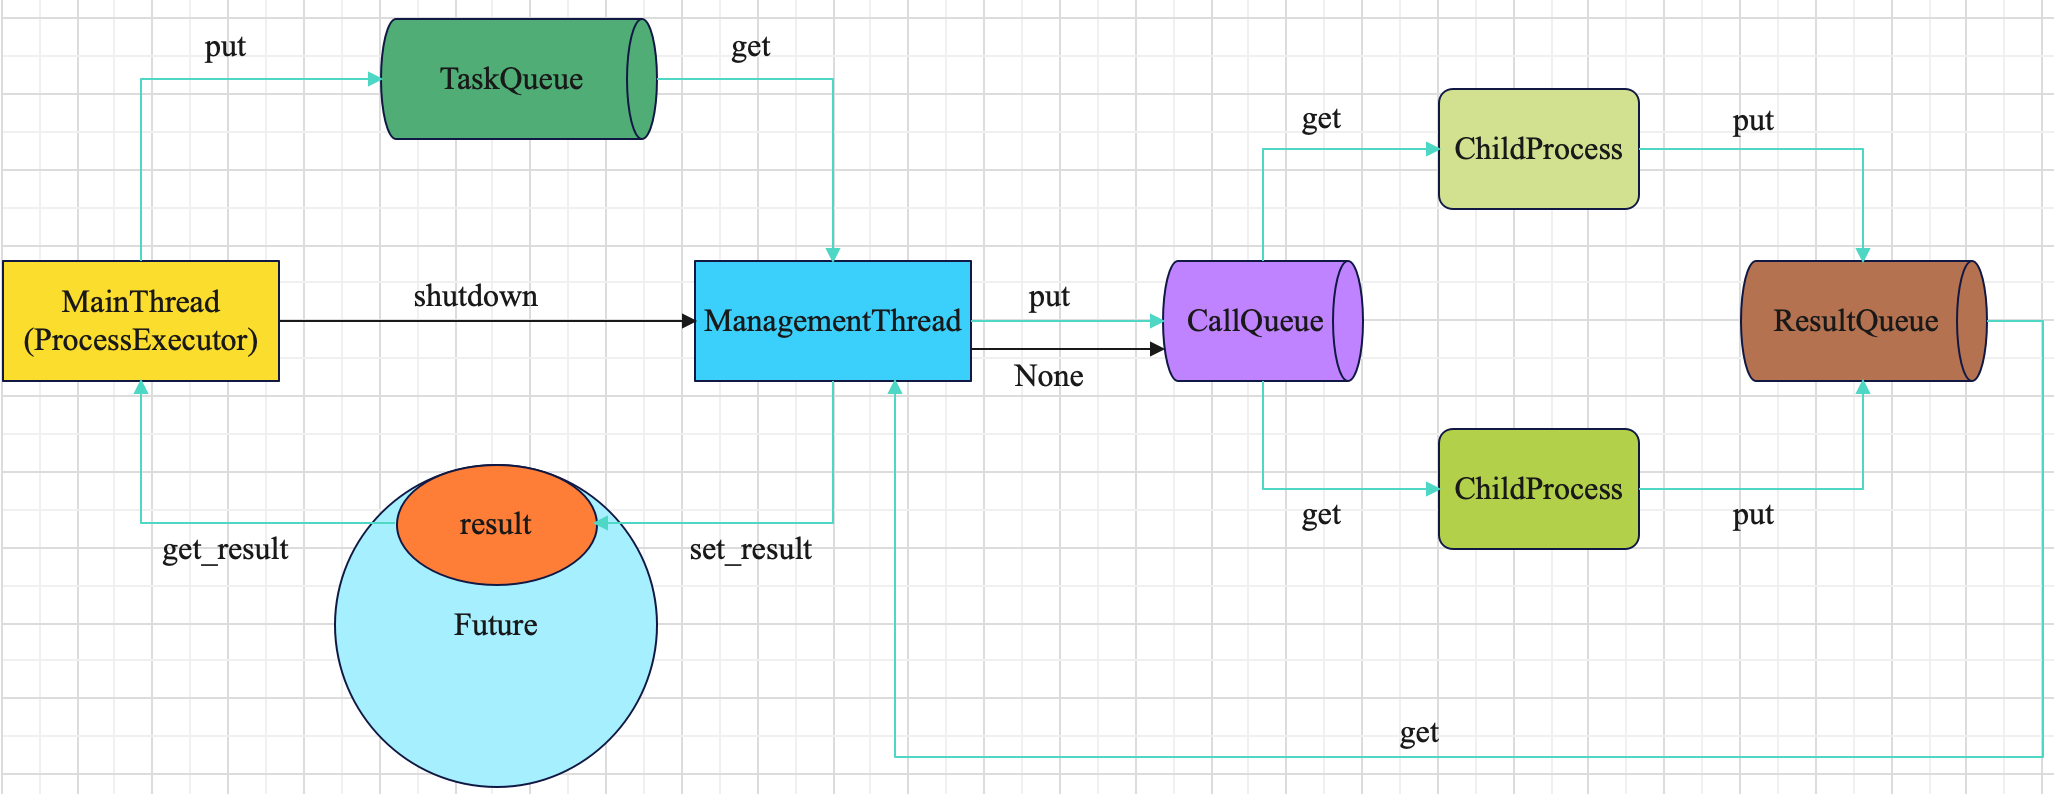 put
TaskQueue
get
get
ChildProcess
put
MainThread
(ProcessExecutor)
shutdown
ManagementThread
put
None
CallQueue
ResultQueue
get_result
result
set_result
Future
get
ChildProcess
put
get